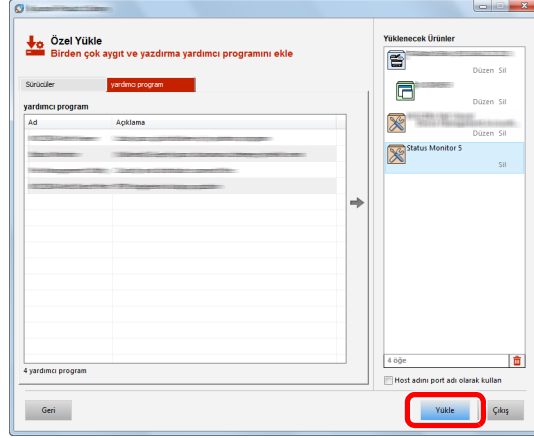 Özel Yükle
Birden çok aygıt ve yazdırma yardımcı programını ekle
Sürücüler
yardımcı program
yardımcı program
Ad
Açıklama
4 yardımcı program
Yüklenecek Ürünler
Düzen Sil
Düzen Sil
Düzen Sil
Status Monitor 5
Sil
4 öğe
Host adını port adı olarak kullan
Geri
Yükle
Çıkış